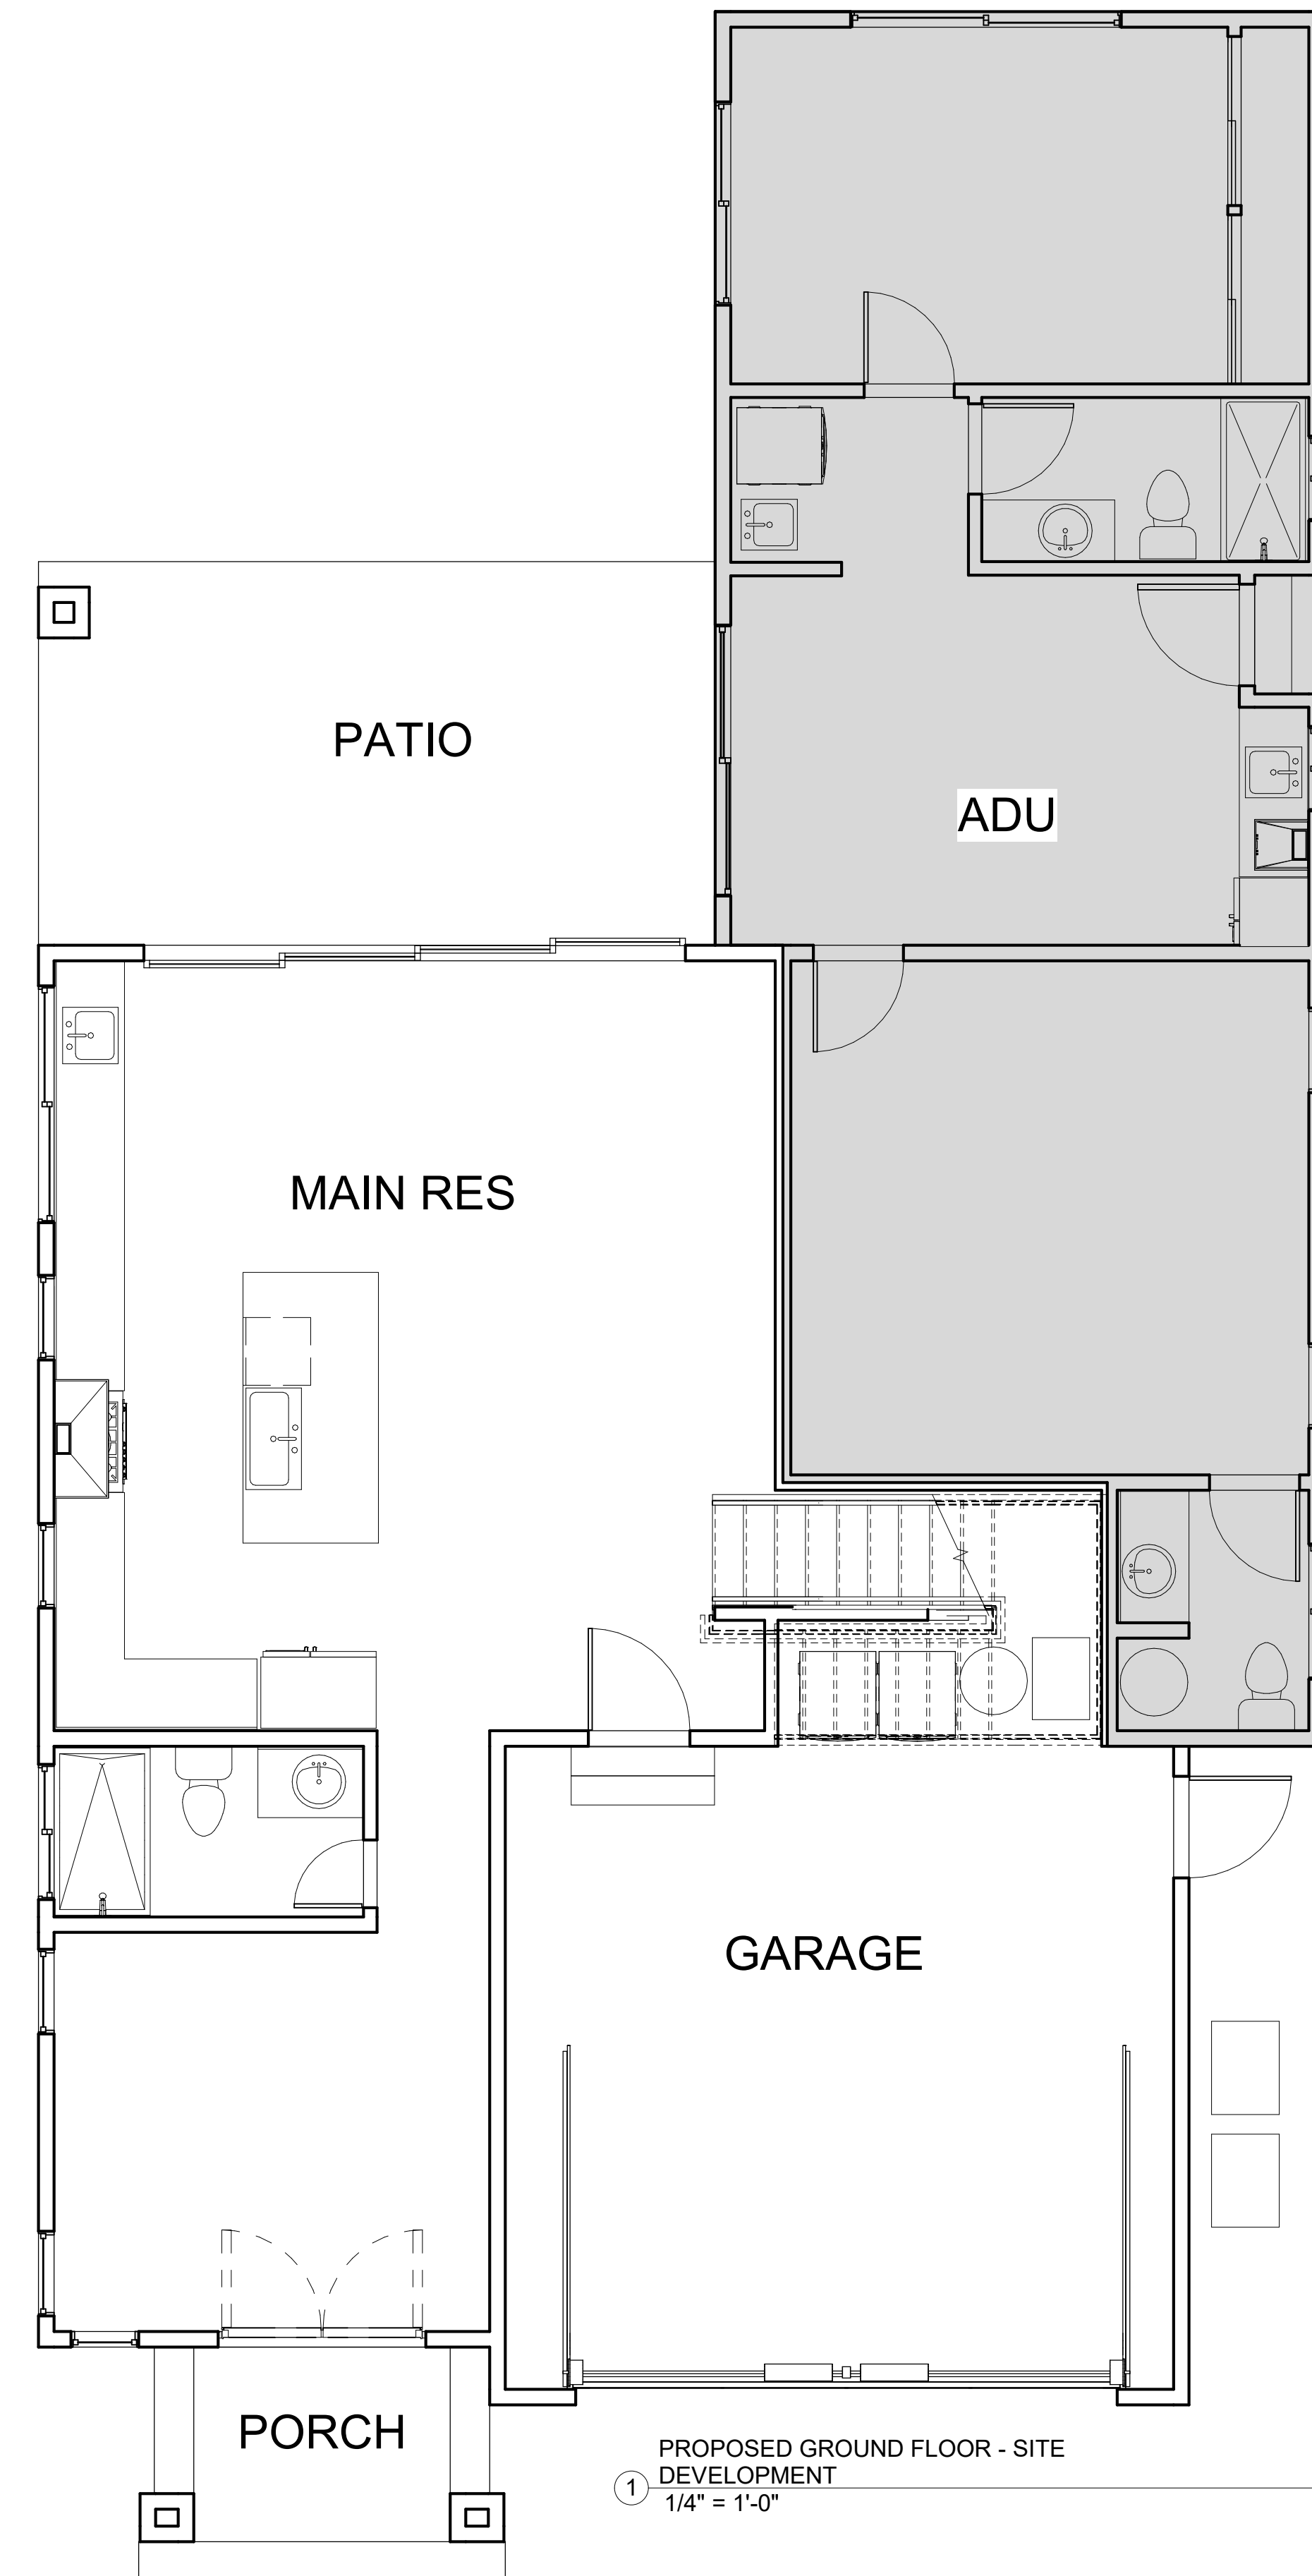 PATIO
ADU
MAIN RES
GARAGE
PORCH
PROPOSED GROUND FLOOR - SITE
DEVELOPMENT
1
1/4" = 1'-0"